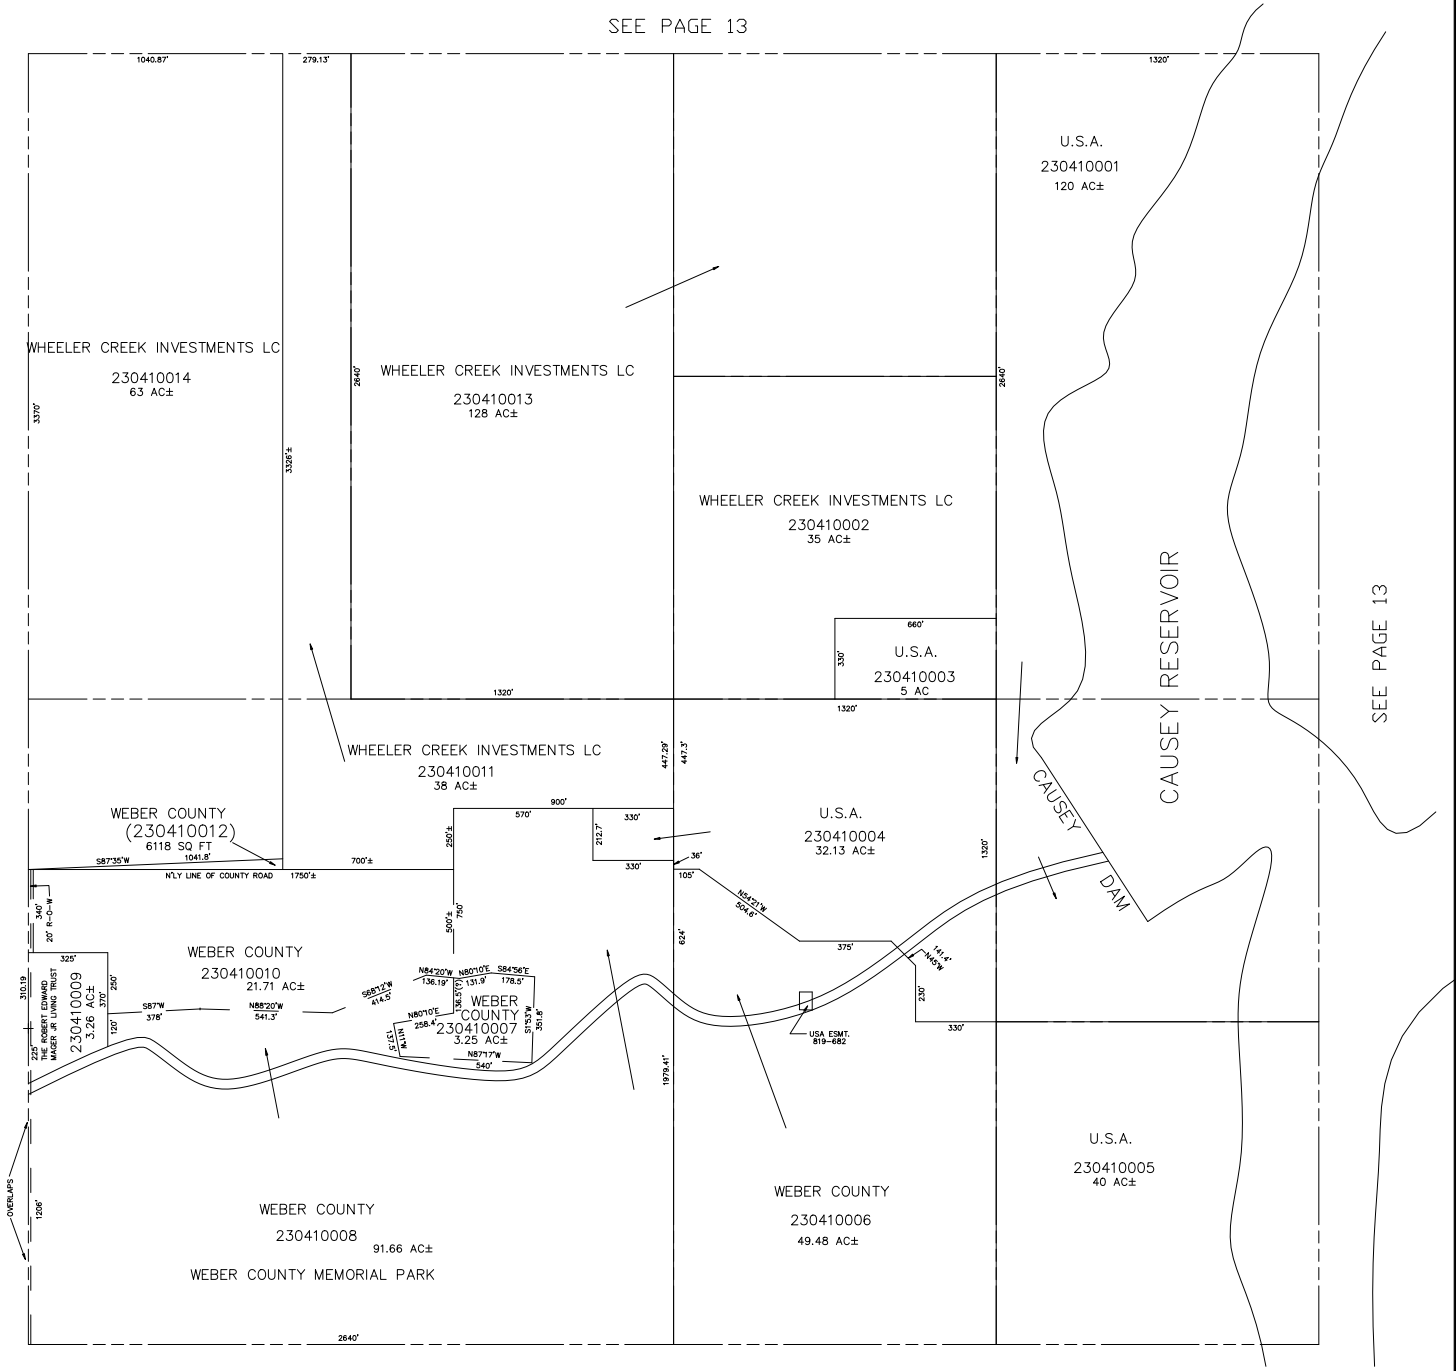 SEE PAGE 13
1040.87'
279.13'
1320'
U.S.A.
230410001
120 AC±
WHEELER CREEK INVESTMENTS LC
230410014
63 AC±
3370'
3326'±
2640'
WHEELER CREEK INVESTMENTS LC
230410013
128 AC±
2640'
WHEELER CREEK INVESTMENTS LC
230410002
35 AC±
660'
330'
U.S.A.
230410003
5 AC
CAUSEY RESERVOIR
SEE PAGE 13
1320'
1320'
WHEELER CREEK INVESTMENTS LC
230410011
38 AC±
447.29'
447.3'
CAUSEY
DAM
WEBER COUNTY
(230410012)
6118 SQ FT
S87°35'W
1041.8'
N'LY LINE OF COUNTY ROAD
1750'±
700'±
250'±
900'
570'
330'
212.7'
330'
36'
105'
U.S.A.
230410004
32.13 AC±
1320'
N54°21'W
504.6'
375'
141.4'
N45°W
230'
330'
624'
340'
20' R-O-W
325'
WEBER COUNTY
230410010
21.71 AC±
500'±
750'
310.19
THE ROBERT EDWARD
MAGER JR LIVING TRUST
230410009
3.26 AC±
250'
370'
120'
225'
S87°W
378'
N88°20'W
541.3'
S68°12'W
414.5'
N84°20'W
136.19'
N80°10'E
131.9'
S84°56'E
178.5'
136.5'(?)
N80°10'E
258.4'
N11°W
137.5'
WEBER
COUNTY
230410007
3.25 AC±
S1°53'W
351.8'
N87°17'W
540'
USA ESMT.
819-682
1979.41'
OVERLAPS
1206'
WEBER COUNTY
230410008
91.66 AC±
WEBER COUNTY MEMORIAL PARK
WEBER COUNTY
230410006
49.48 AC±
U.S.A.
230410005
40 AC±
2640'